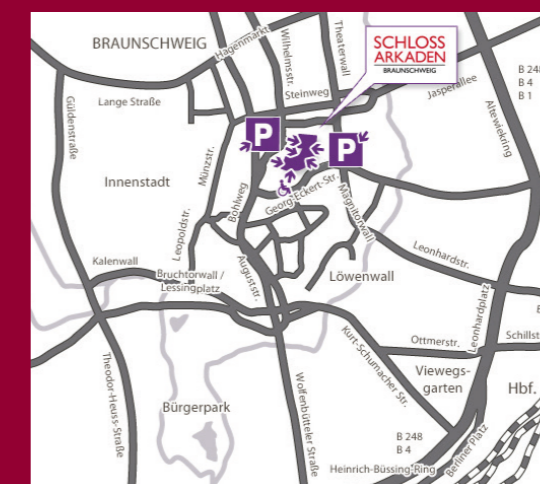 BRAUNSCHWEIG
Hagenmarkt
Wilhelmstr.
Theaterwall
SCHLOSS
ARKADEN
BRAUNSCHWEIG
B 248
B 4
B 1
Steinweg
Jasperallee
Lange Straße
Güldenstraße
Altewiekring
P
P
Innenstadt
Münzstr.
Bohlweg
Georg-Eckert-Str.
Magnitorwall
Leopoldstr.
Leonhardstr.
Kalenwall
Bruchtorwall /
Lessingplatz
Auguststr.
Löwenwall
Leonhardplatz
Ottmerstr.
Schillst
Theodor-Heuss-Straße
Kurt-Schumacher Str.
Wolfenbütteler Straße
Viewegs-
garten
Hbf.
Bürgerpark
B 248
B 4
Berliner Platz
Heinrich-Büssing-Ring